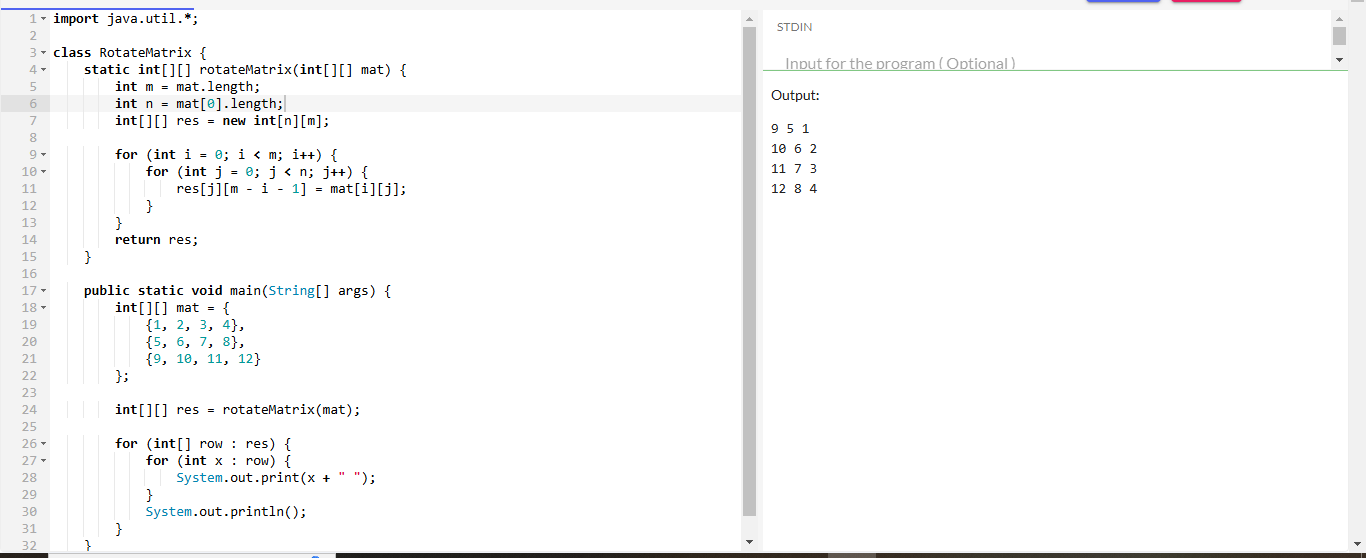 1 import java.util.*;
2
3 class RotateMatrix {
4     static int[][] rotateMatrix(int[][] mat) {
5         int m = mat.length;
6         int n = mat[0].length;
7         int[][] res = new int[n][m];
8
9         for (int i = 0; i < m; i++) {
10             for (int j = 0; j < n; j++) {
11                 res[j][m - i - 1] = mat[i][j];
12             }
13         }
14         return res;
15     }
16
17     public static void main(String[] args) {
18         int[][] mat = {
19             {1, 2, 3, 4},
20             {5, 6, 7, 8},
21             {9, 10, 11, 12}
22         };
23
24         int[][] res = rotateMatrix(mat);
25
26         for (int[] row : res) {
27             for (int x : row) {
28                 System.out.print(x + " ");
29             }
30             System.out.println();
31         }
32     }
STDIN
Input for the program ( Optional )
Output:
9 5 1
10 6 2
11 7 3
12 8 4